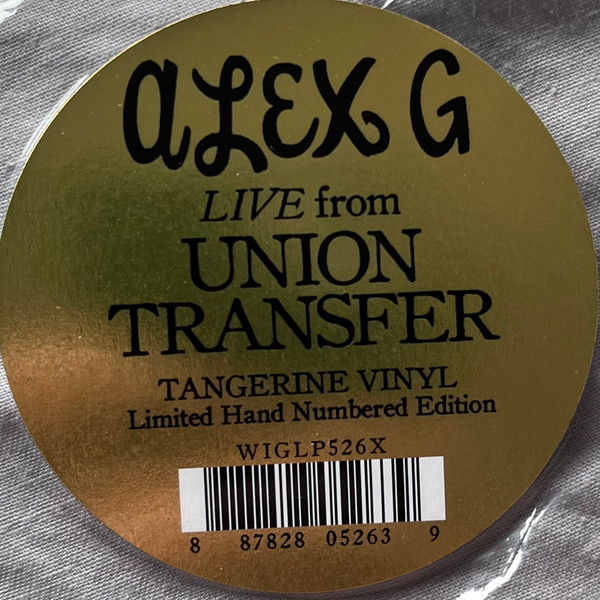 ALEX G
LIVE from
UNION
TRANSFER
TANGERINE VINYL
Limited Hand Numbered Edition
WIGLP526X
8 87828 05263 9